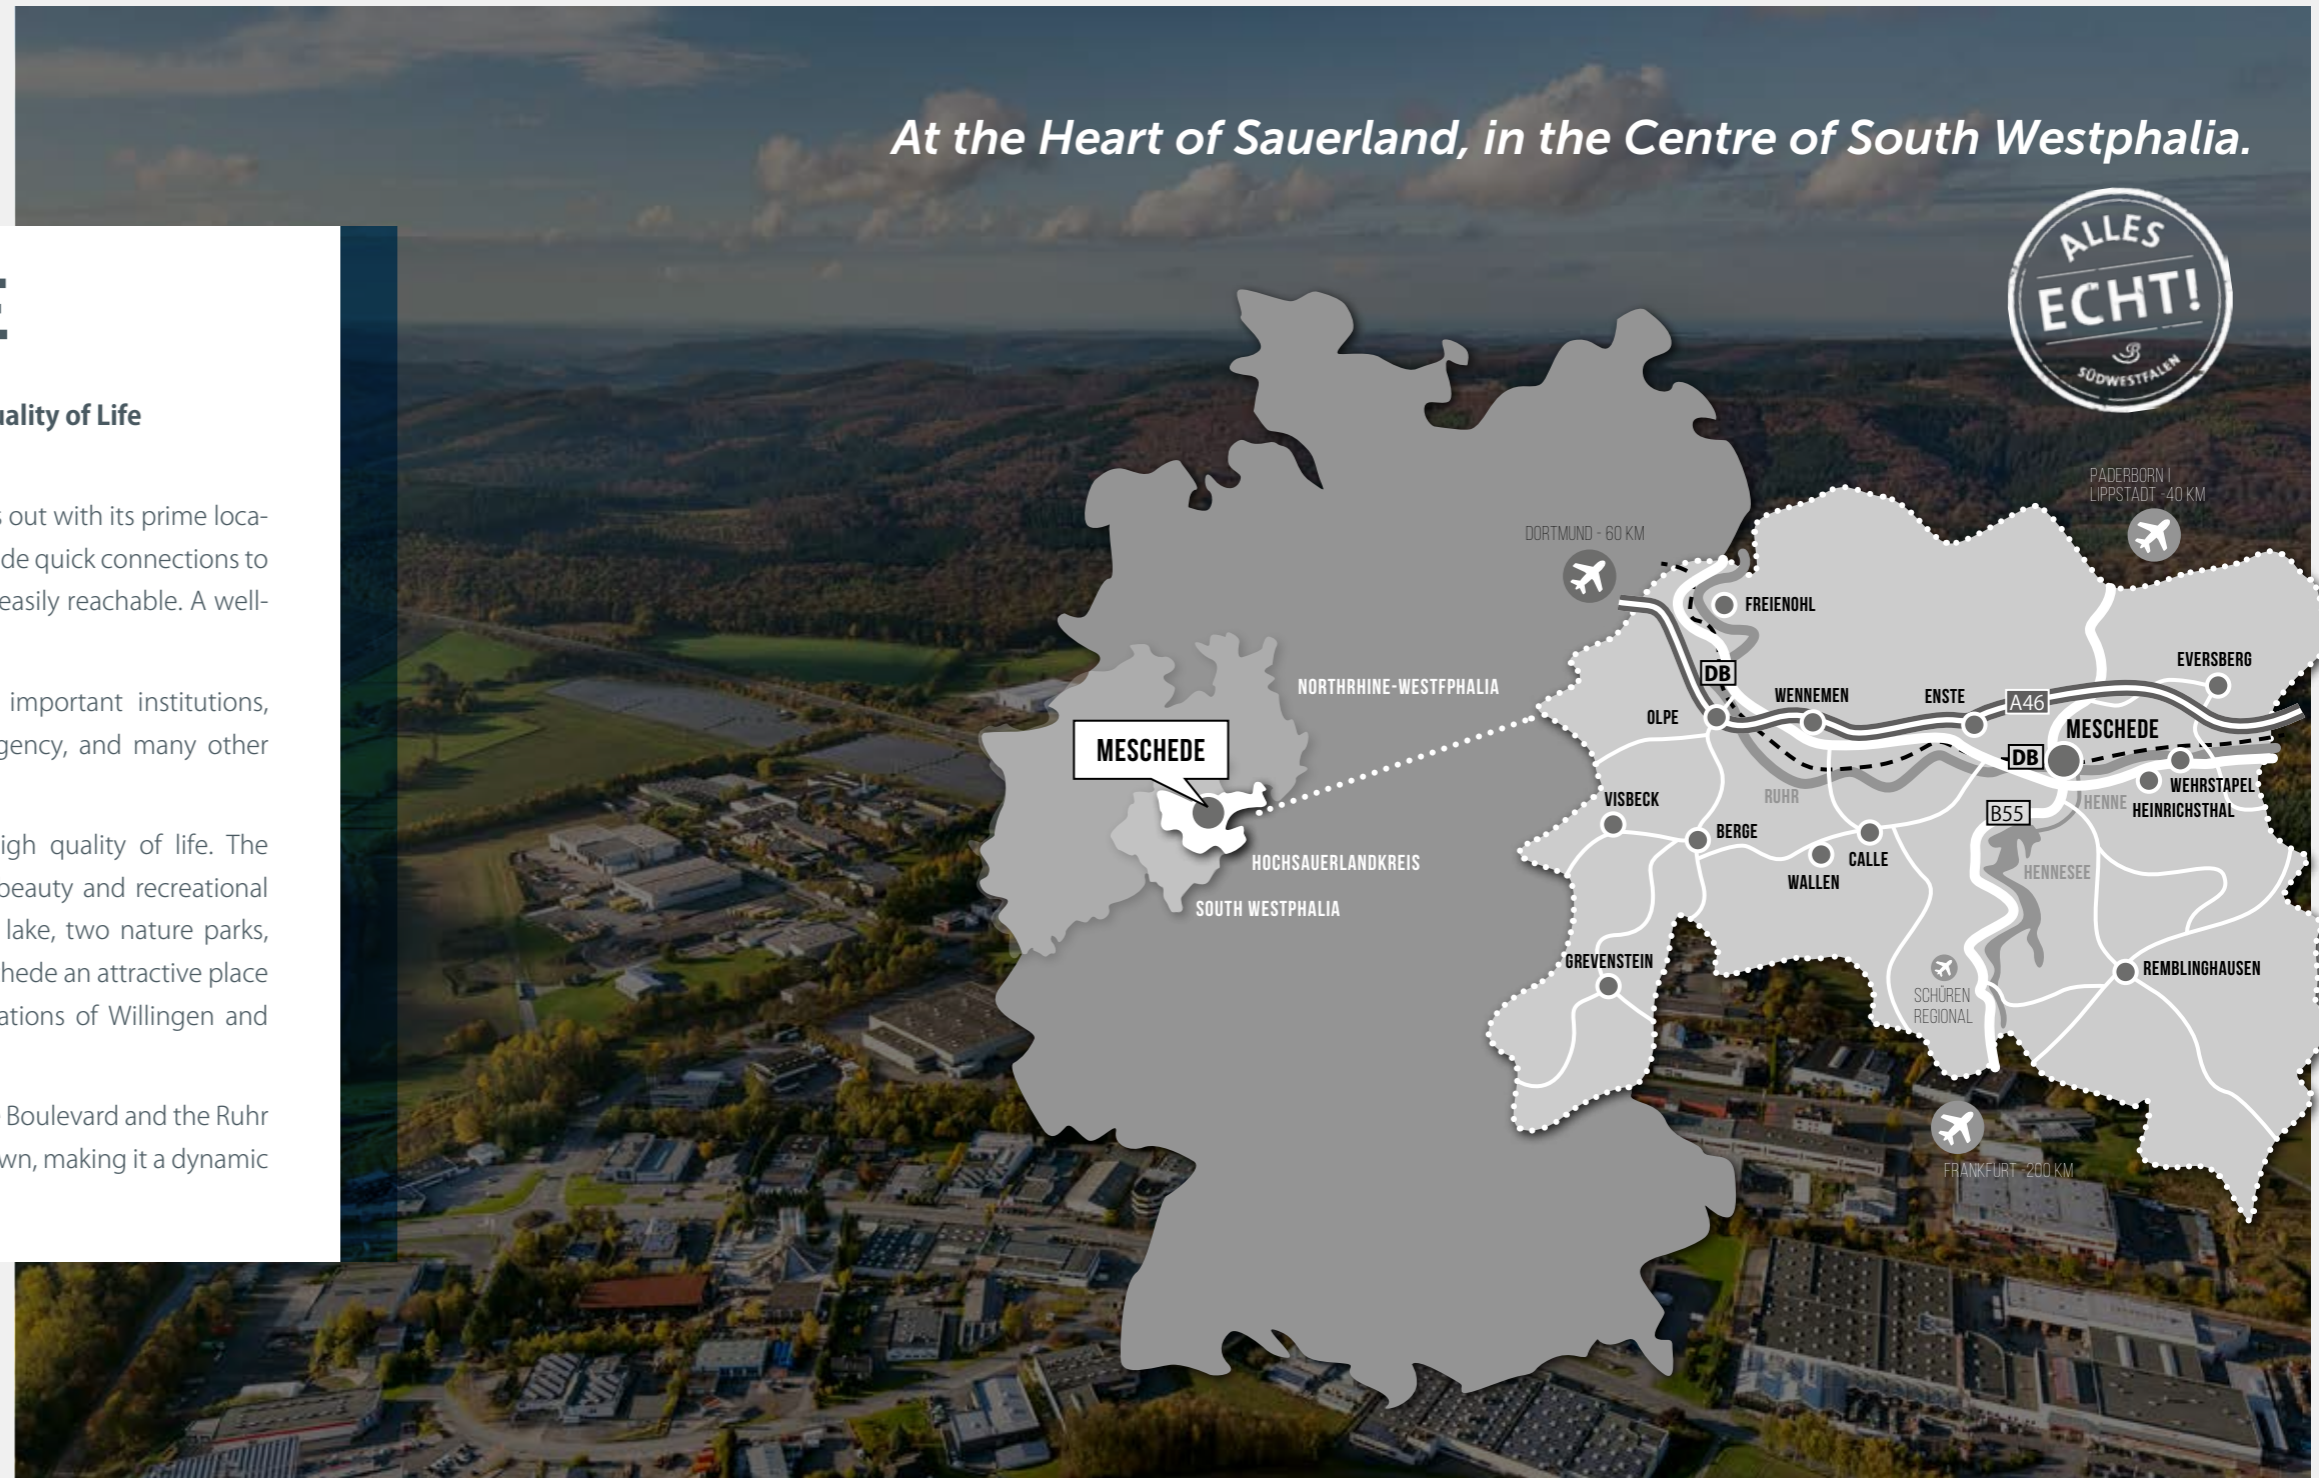 At the Heart of Sauerland, in the Centre of South Westphalia.
ALLES
ECHT!
SÜDWESTFALEN
E
uality of Life
s out with its prime loca-
de quick connections to
easily reachable. A well-
important institutions,
gency, and many other
igh quality of life. The
beauty and recreational
lake, two nature parks,
hede an attractive place
ations of Willingen and
Boulevard and the Ruhr
wn, making it a dynamic
NORTHRHINE-WESTFPHALIA
MESCHEDE
HOCHSAUERLANDKREIS
SOUTH WESTPHALIA
PADERBORN |
LIPPSTADT -40 KM
DORTMUND - 60 KM
FREIENOHL
DB
EVERSBERG
WENNEMEN
ENSTE
A46
OLPE
MESCHEDE
DB
WEHRSTAPEL
HEINRICHSTHAL
RUHR
HENNE
VISBECK
B55
BERGE
CALLE
WALLEN
HENNESEE
GREVENSTEIN
REMBLINGHAUSEN
SCHÜREN
REGIONAL
FRANKFURT -200 KM